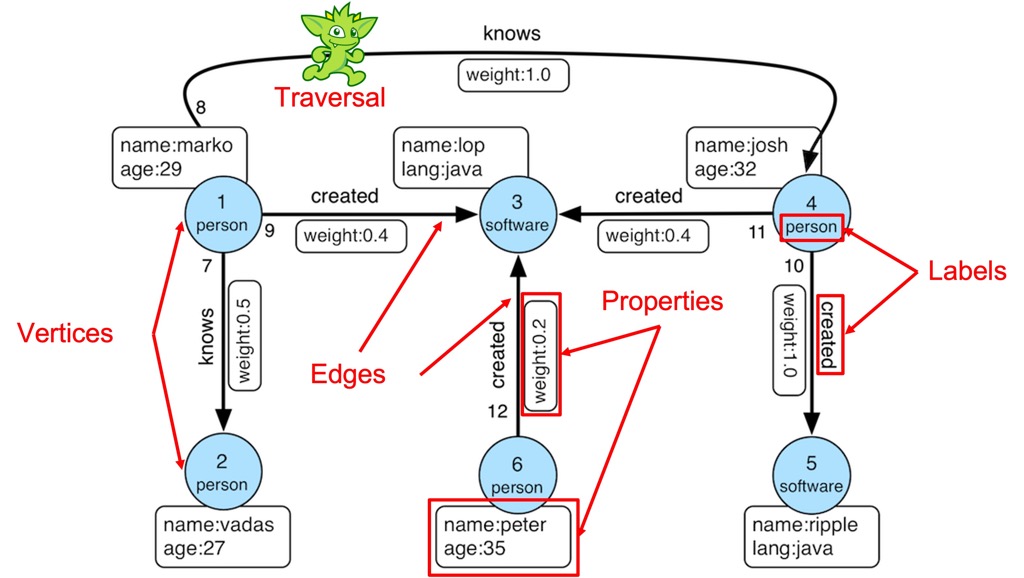 knows
weight:1.0
Traversal
8
name:marko
age:29
name:lop
lang:java
name:josh
age:32
1
person
created
9
weight:0.4
3
software
created
11
weight:0.4
4
person
Labels
7
knows
weight:0.5
Vertices
Edges
Properties
created
weight:0.2
12
10
weight:1.0
created
2
person
name:vadas
age:27
6
person
name:peter
age:35
5
software
name:ripple
lang:java